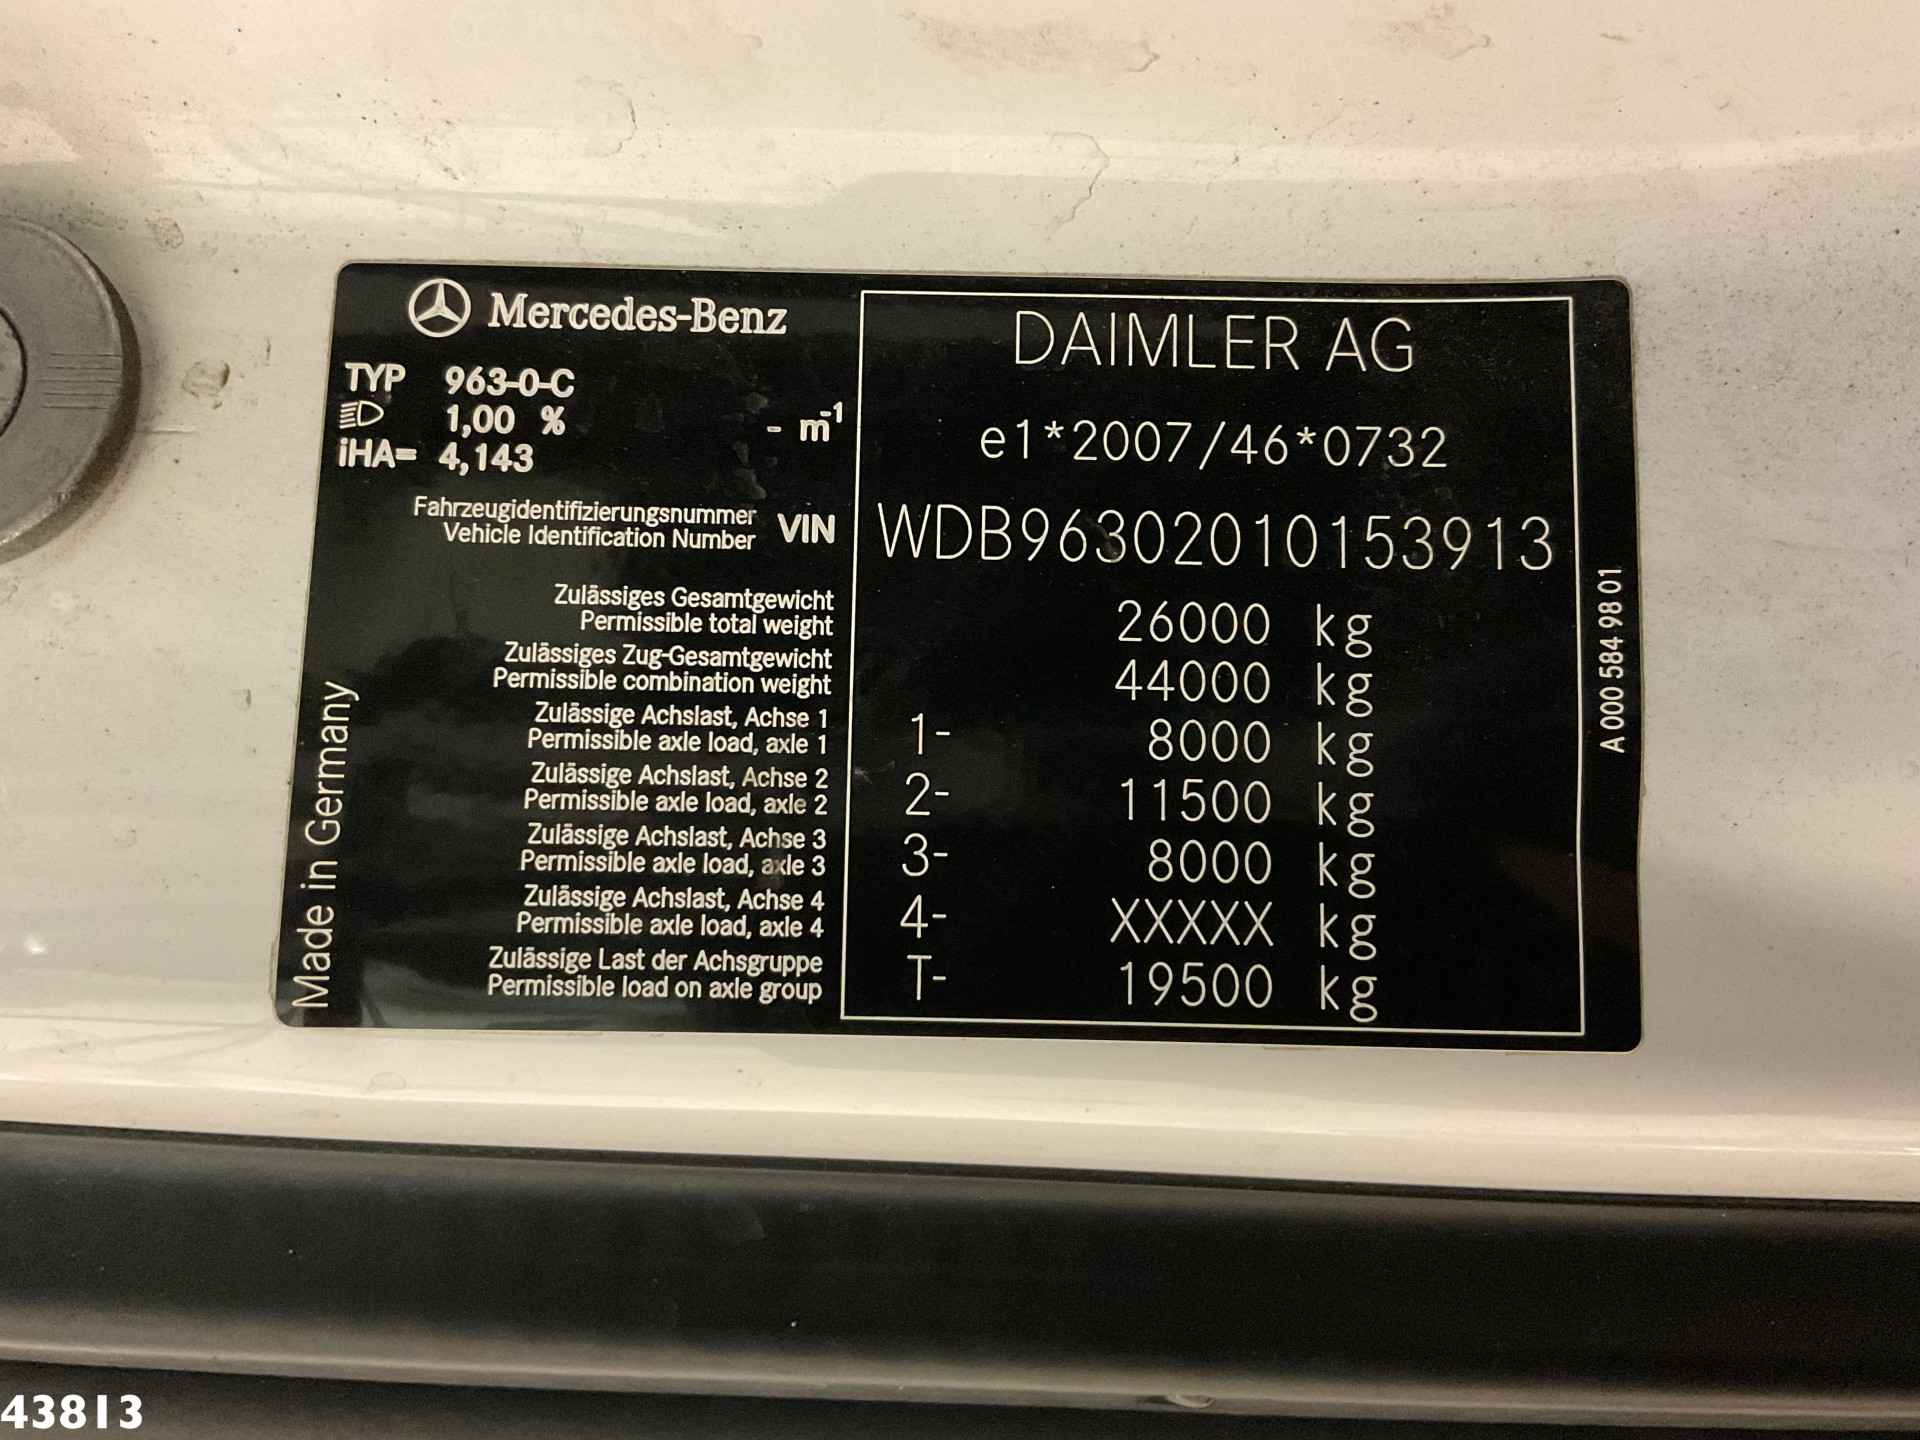 Mercedes-Benz
TYP 963-0-C
1,00 % - m-1
iHA= 4,143
Fahrzeugidentifizierungsnummer
Vehicle Identification Number VIN
Zulässiges Gesamtgewicht
Permissible total weight
Zulässiges Zug-Gesamtgewicht
Permissible combination weight
Zulässige Achslast, Achse 1
Permissible axle load, axle 1
Zulässige Achslast, Achse 2
Permissible axle load, axle 2
Zulässige Achslast, Achse 3
Permissible axle load, axle 3
Zulässige Achslast, Achse 4
Permissible axle load, axle 4
Zulässige Last der Achsgruppe
Permissible load on axle group
Made in Germany
DAIMLER AG
e1*2007/46*0732
WDB96302010153913
26000 kg
44000 kg
1- 8000 kg
2- 11500 kg
3- 8000 kg
4- XXXXX kg
T- 19500 kg
A 000 584 98 01
43813